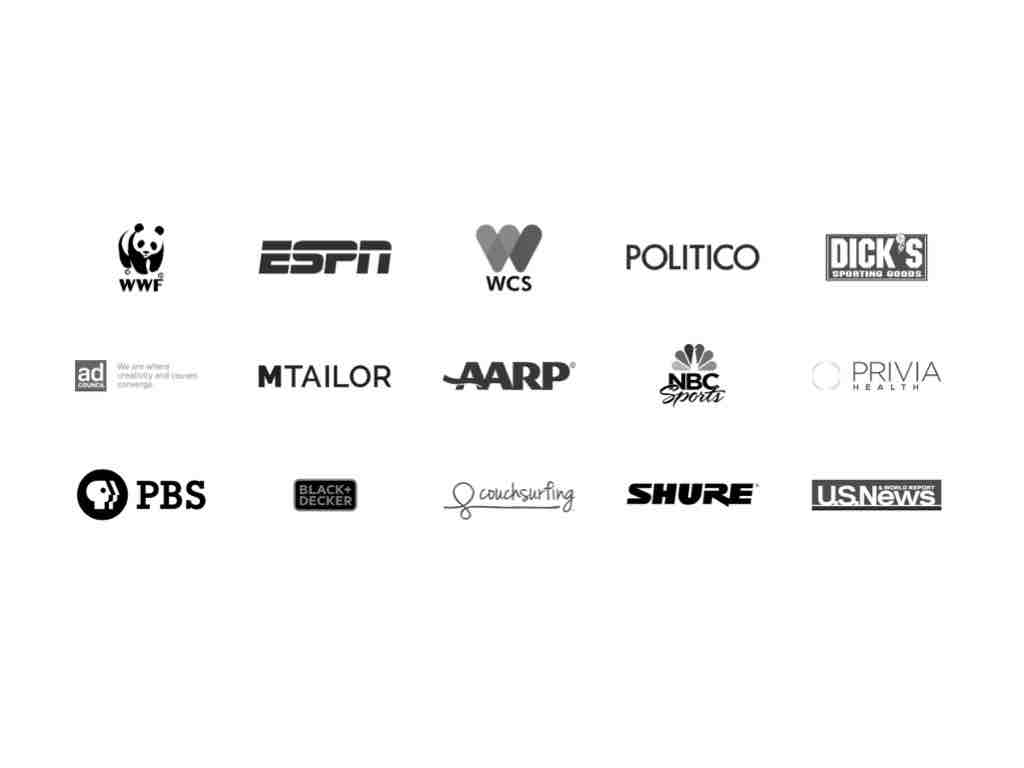 WWF
ESPN
WCS
POLITICO
DICK'S
SPORTING GOODS
ad
COUNCIL
We are where
creativity and causes
converge.
MTAILOR
AARP
NBC
Sports
PRIVIA
HEALTH
PBS
BLACK+
DECKER
couchsurfing
SHURE
U.S.News
& WORLD REPORT